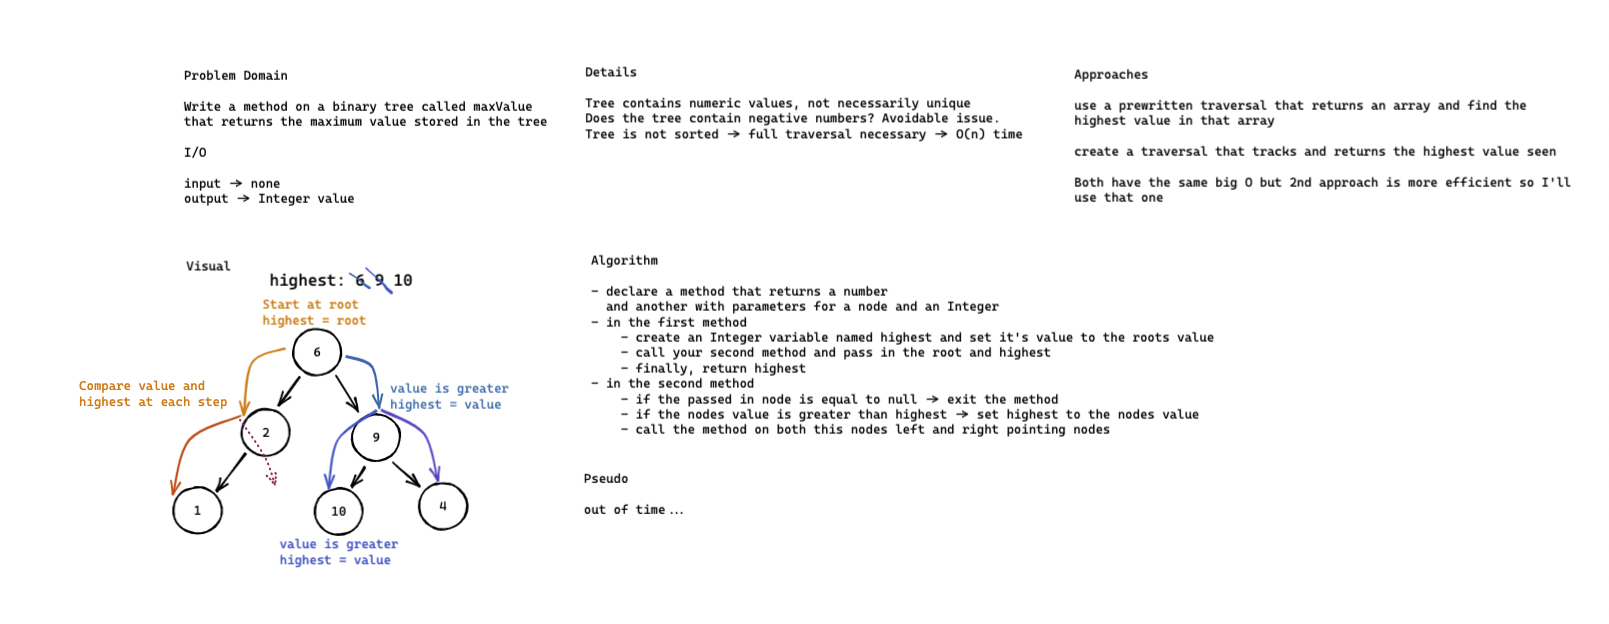 Problem Domain
Write a method on a binary tree called maxValue
that returns the maximum value stored in the tree
I/O
input → none
output → Integer value
Details
Tree contains numeric values, not necessarily unique
Does the tree contain negative numbers? Avoidable issue.
Tree is not sorted → full traversal necessary → O(n) time
Approaches
use a prewritten traversal that returns an array and find the
highest value in that array
create a traversal that tracks and returns the highest value seen
Both have the same big O but 2nd approach is more efficient so I'll
use that one
Visual
highest: 6 9 10
Start at root
highest = root
6
Compare value and
highest at each step
value is greater
highest = value
2
9
1
10
4
value is greater
highest = value
Algorithm
- declare a method that returns a number
and another with parameters for a node and an Integer
- in the first method
- create an Integer variable named highest and set it's value to the roots value
- call your second method and pass in the root and highest
- finally, return highest
- in the second method
- if the passed in node is equal to null → exit the method
- if the nodes value is greater than highest → set highest to the nodes value
- call the method on both this nodes left and right pointing nodes
Pseudo
out of time...